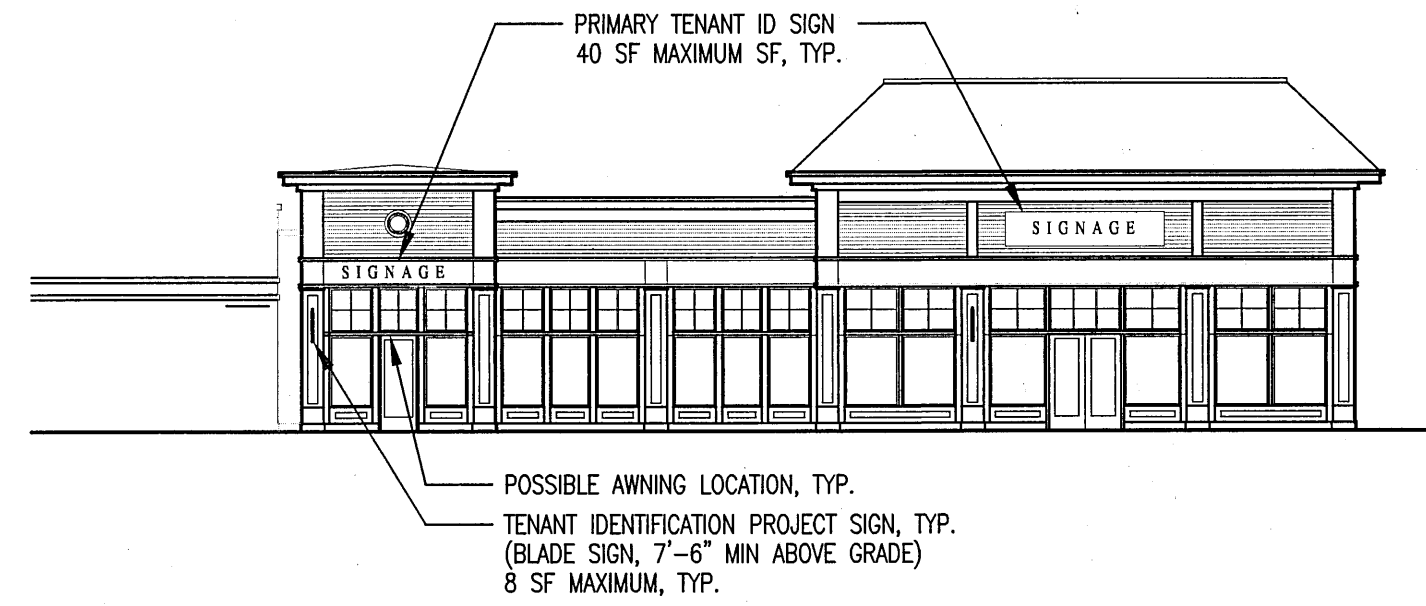 PRIMARY TENANT ID SIGN
40 SF MAXIMUM SF, TYP.
SIGNAGE
SIGNAGE
POSSIBLE AWNING LOCATION, TYP.
TENANT IDENTIFICATION PROJECT SIGN, TYP.
(BLADE SIGN, 7'-6" MIN ABOVE GRADE)
8 SF MAXIMUM, TYP.